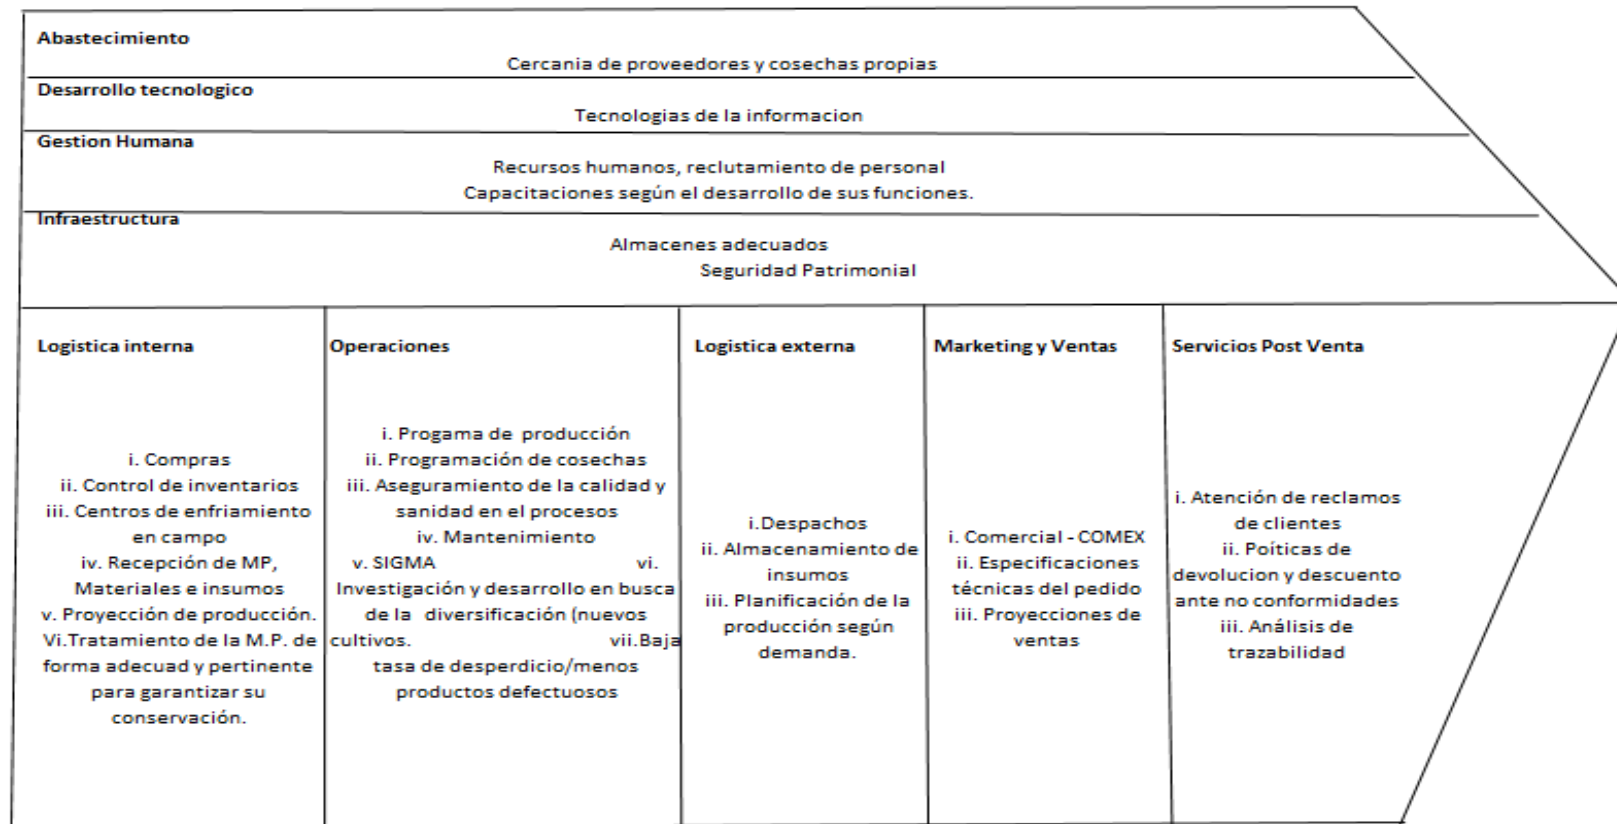 Abastecimiento
Cercania de proveedores y cosechas propias
Desarrollo tecnologico
Tecnologias de la informacion
Gestion Humana
Recursos humanos, reclutamiento de personal
Capacitaciones según el desarrollo de sus funciones.
Infraestructura
Almacenes adecuados
Seguridad Patrimonial
Logistica interna
i. Compras
ii. Control de inventarios
iii. Centros de enfriamiento
en campo
iv. Recepción de MP,
Materiales e insumos
v. Proyección de producción.
Vi.Tratamiento de la M.P. de
forma adecuad y pertinente
para garantizar su
conservación.
Operaciones
i. Progama de producción
ii. Programación de cosechas
iii. Aseguramiento de la calidad y
sanidad en el procesos
iv. Mantenimiento
v. SIGMA vi.
Investigación y desarrollo en busca
de la diversificación (nuevos
cultivos. vii.Baja
tasa de desperdicio/menos
productos defectuosos
Logistica externa
i.Despachos
ii. Almacenamiento de
insumos
iii. Planificación de la
producción según
demanda.
Marketing y Ventas
i. Comercial - COMEX
ii. Especificaciones
técnicas del pedido
iii. Proyecciones de
ventas
Servicios Post Venta
i. Atención de reclamos
de clientes
ii. Poíticas de
devolucion y descuento
ante no conformidades
iii. Análisis de
trazabilidad